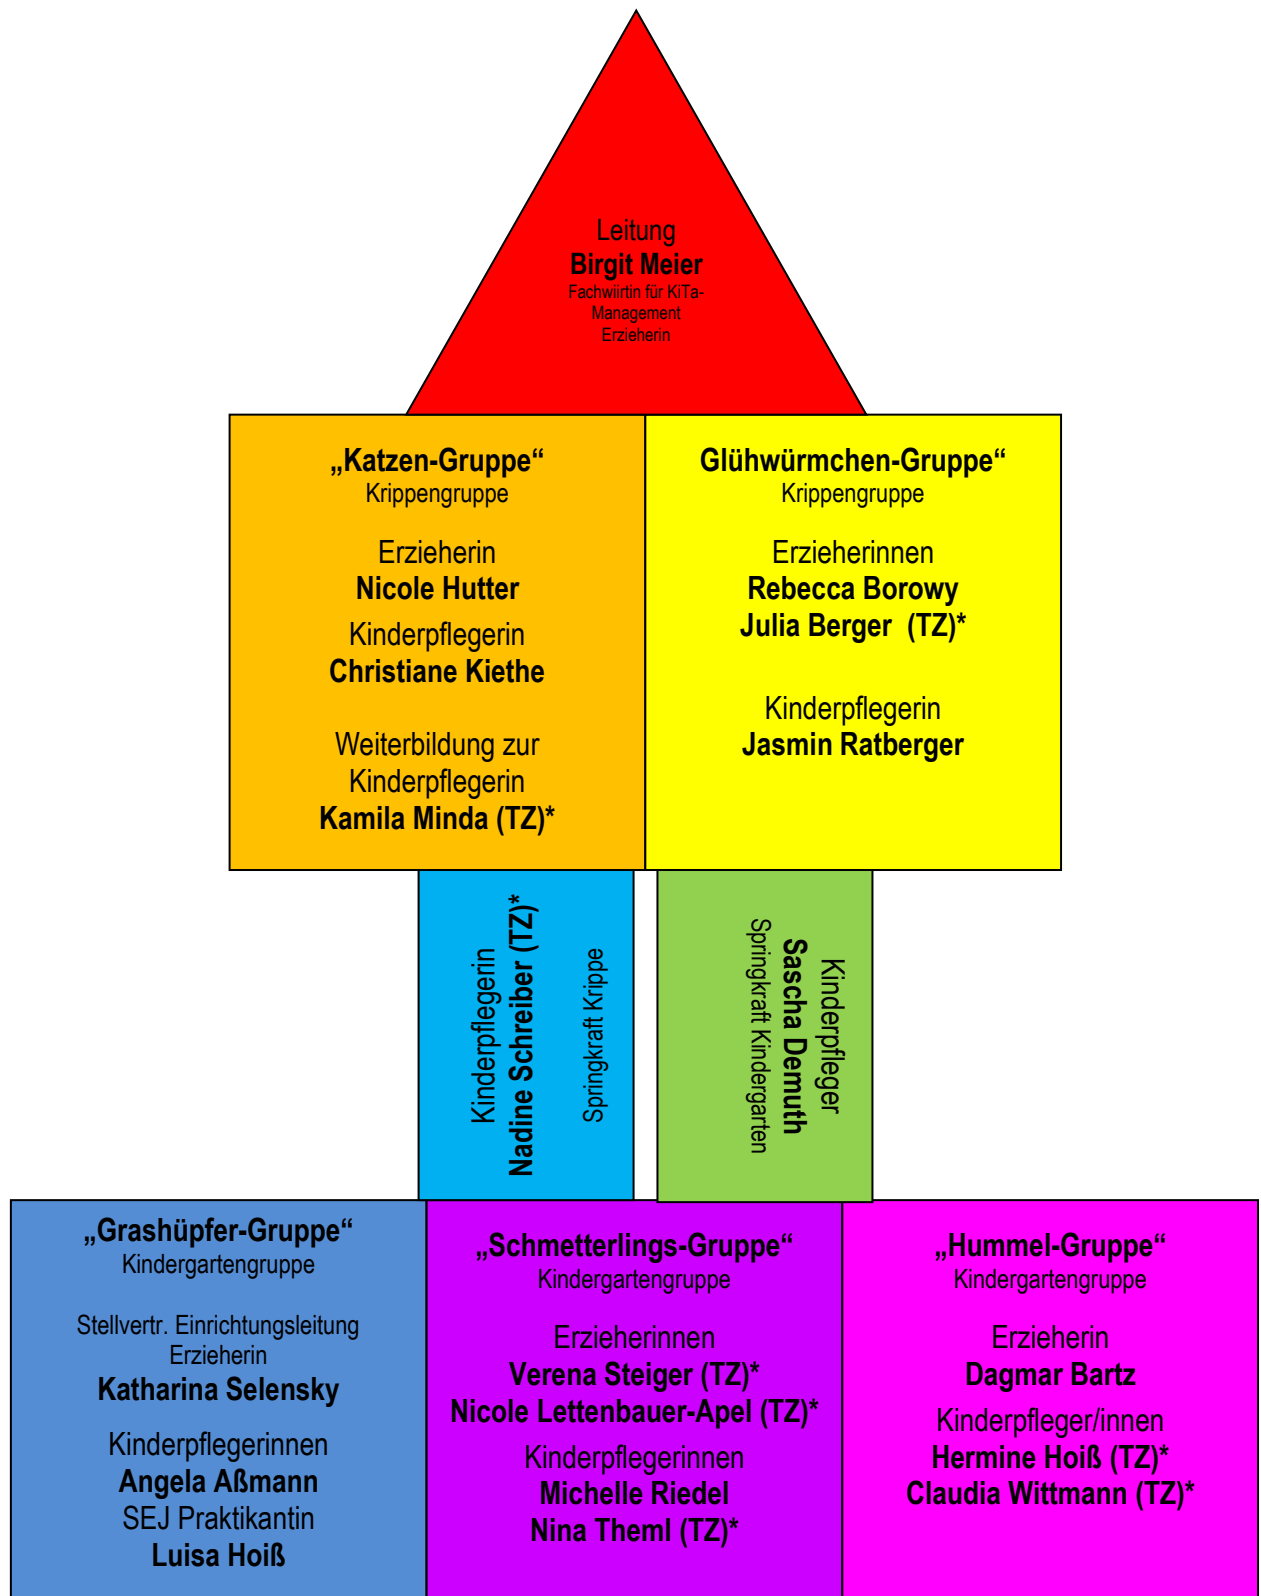 Leitung
Birgit Meier
Fachwiirtin für KiTa-
Management
Erzieherin
„Katzen-Gruppe“
Krippengruppe
Erzieherin
Nicole Hutter
Kinderpflegerin
Christiane Kiethe
Weiterbildung zur
Kinderpflegerin
Kamila Minda (TZ)*
Glühwürmchen-Gruppe“
Krippengruppe
Erzieherinnen
Rebecca Borowy
Julia Berger (TZ)*
Kinderpflegerin
Jasmin Ratberger
Kinderpflegerin
Nadine Schreiber (TZ)*
Springkraft Krippe
Kinderpfleger
Sascha Demuth
Springkraft Kindergarten
„Grashüpfer-Gruppe“
Kindergartengruppe
Stellvertr. Einrichtungsleitung
Erzieherin
Katharina Selensky
Kinderpflegerinnen
Angela Aßmann
SEJ Praktikantin
Luisa Hoiß
„Schmetterlings-Gruppe“
Kindergartengruppe
Erzieherinnen
Verena Steiger (TZ)*
Nicole Lettenbauer-Apel (TZ)*
Kinderpflegerinnen
Michelle Riedel
Nina Theml (TZ)*
„Hummel-Gruppe“
Kindergartengruppe
Erzieherin
Dagmar Bartz
Kinderpfleger/innen
Hermine Hoiß (TZ)*
Claudia Wittmann (TZ)*